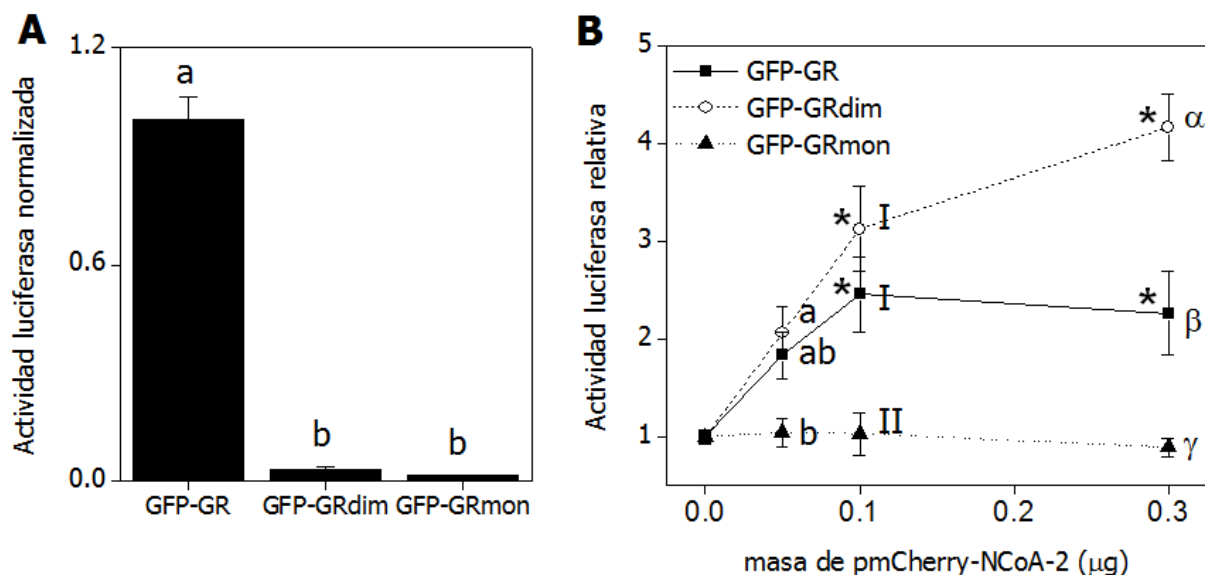 A
Actividad luciferasa normalizada
1.2
0.6
0.0
a
b
b
GFP-GR
GFP-GRdim
GFP-GRmon
B
Actividad luciferasa relativa
5
4
3
2
1
GFP-GR
GFP-GRdim
GFP-GRmon
* α
* I
* I
* β
a
ab
b
II
γ
0.0
0.1
0.2
0.3
masa de pmCherry-NCoA-2 (μg)